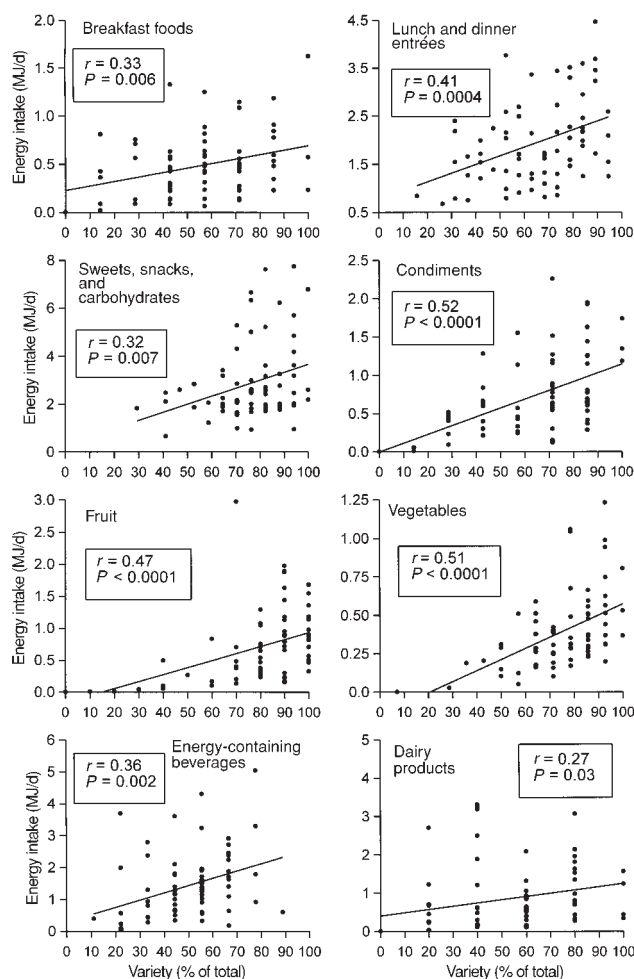 Breakfast foods
r = 0.33
P = 0.006
Energy intake (MJ/d)
2.0
1.5
1.0
0.5
0.0
0 10 20 30 40 50 60 70 80 90 100
Lunch and dinner
entrées
r = 0.41
P = 0.0004
4.5
3.5
2.5
1.5
0.5
0 10 20 30 40 50 60 70 80 90 100
Sweets, snacks,
and
carbohydrates
r = 0.32
P = 0.007
Energy intake (MJ/d)
8
6
4
2
0
0 10 20 30 40 50 60 70 80 90 100
Condiments
r = 0.52
P < 0.0001
2.5
2.0
1.5
1.0
0.5
0
0 10 20 30 40 50 60 70 80 90 100
Fruit
r = 0.47
P < 0.0001
Energy intake (MJ/d)
3.0
2.5
2.0
1.5
1.0
0.5
0
0 10 20 30 40 50 60 70 80 90 100
Vegetables
r = 0.51
P < 0.0001
1.25
1.00
0.75
0.50
0.25
0
0 10 20 30 40 50 60 70 80 90 100
Energy-containing
beverages
r = 0.36
P = 0.002
Energy intake (MJ/d)
6
5
4
3
2
1
0
0 10 20 30 40 50 60 70 80 90 100
Variety (% of total)
Dairy
products
r = 0.27
P = 0.03
5
4
3
2
1
0
0 10 20 30 40 50 60 70 80 90 100
Variety (% of total)